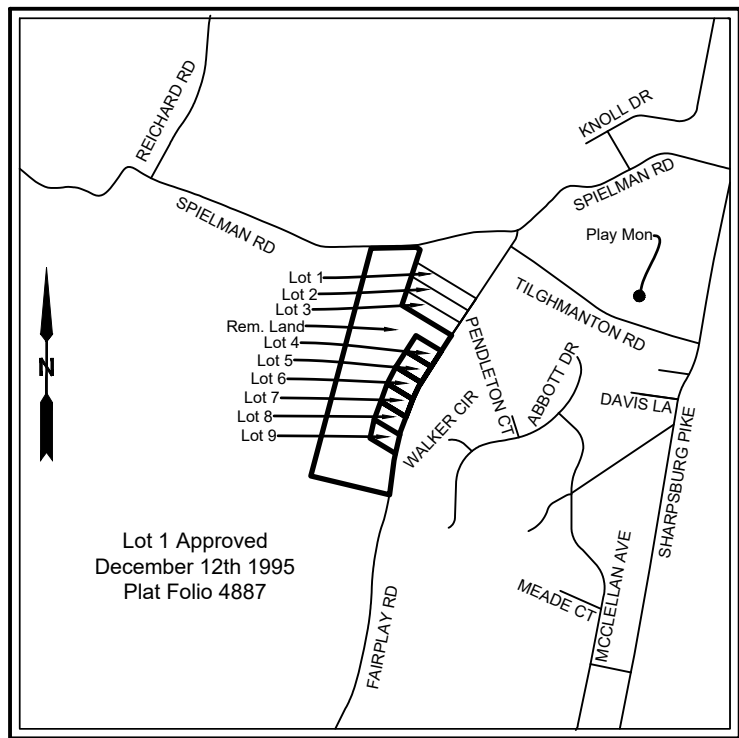 REICHARD RD
KNOLL DR
SPIELMAN RD
SPIELMAN RD
Play Mon
Lot 1
Lot 2
Lot 3
Rem. Land
Lot 4
Lot 5
Lot 6
Lot 7
Lot 8
Lot 9
TILGHMANTON RD
PENDLETON CT
ABBOTT DR
WALKER CIR
DAVIS LA
SHARPSBURG PIKE
N
Lot 1 Approved
December 12th 1995
Plat Folio 4887
FAIRPLAY RD
MEADE CT
MCCLELLAN AVE